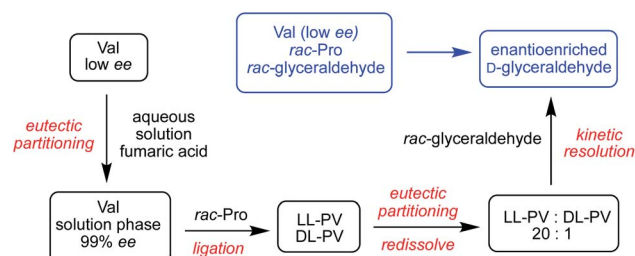 Val
low ee
Val (low ee)
rac-Pro
rac-glyceraldehyde
enantioenriched
D-glyceraldehyde
eutectic
partitioning
aqueous
solution
fumaric acid
rac-glyceraldehyde
kinetic
resolution
Val
solution phase
99% ee
rac-Pro
ligation
LL-PV
DL-PV
eutectic
partitioning
redissolve
LL-PV : DL-PV
20 : 1